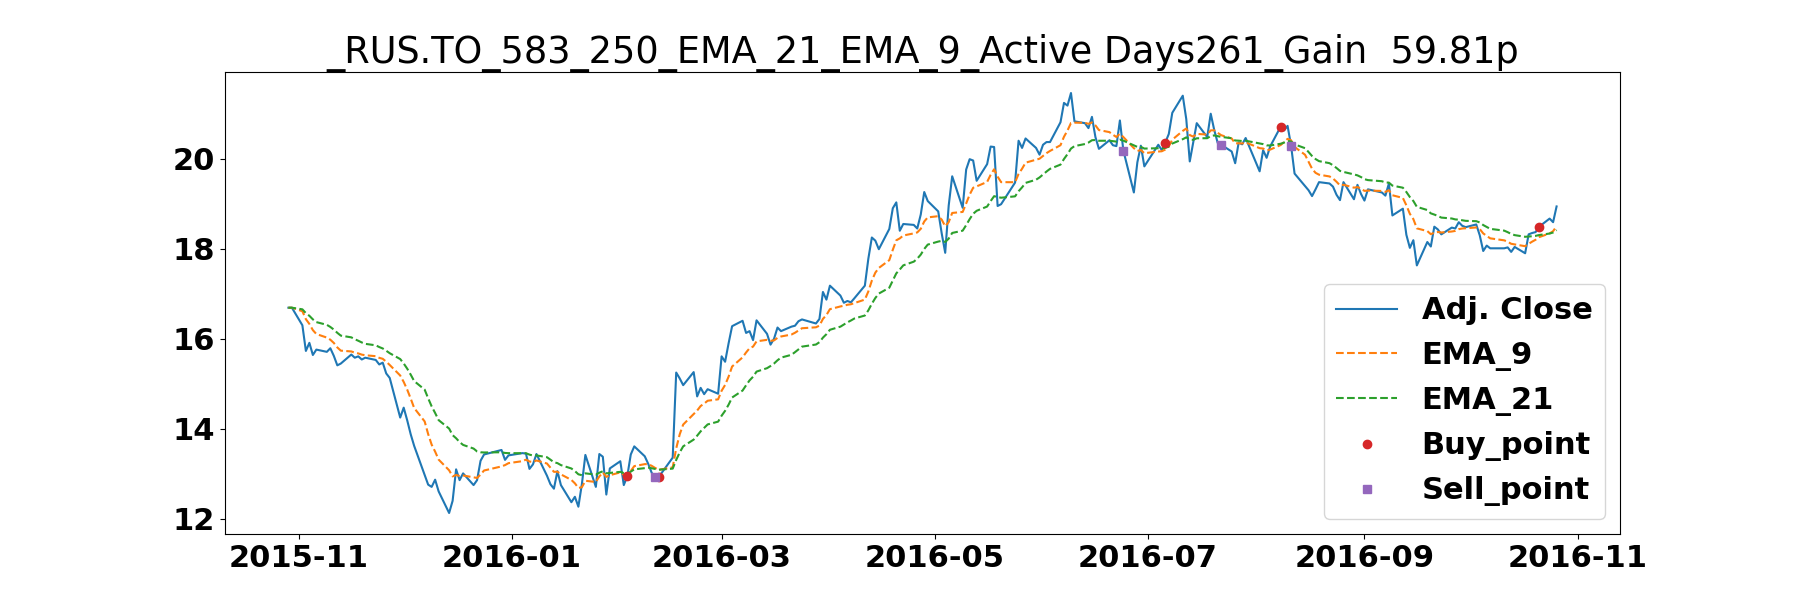 _RUS.TO_583_250_EMA_21_EMA_9_Active Days261_Gain  59.81p
20
18
16
14
12
2015-11 2016-01 2016-03 2016-05 2016-07 2016-09 2016-11
Adj. Close
EMA_9
EMA_21
Buy_point
Sell_point